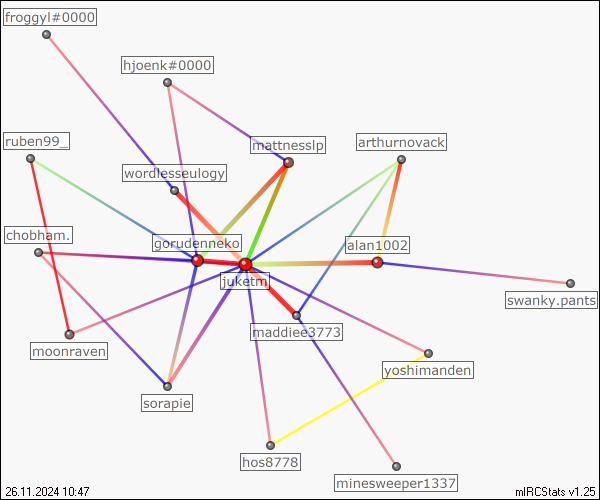 froggyl#0000
hjoenk#0000
ruben99_
mattnesslp
arthurnovack
wordlesseulogy
chobham.
gorudenneko
alan1002
juketm
swanky.pants
maddiee3773
moonraven
yoshimanden
sorapie
hos8778
minesweeper1337
26.11.2024 10:47
mIRCStats v1.25